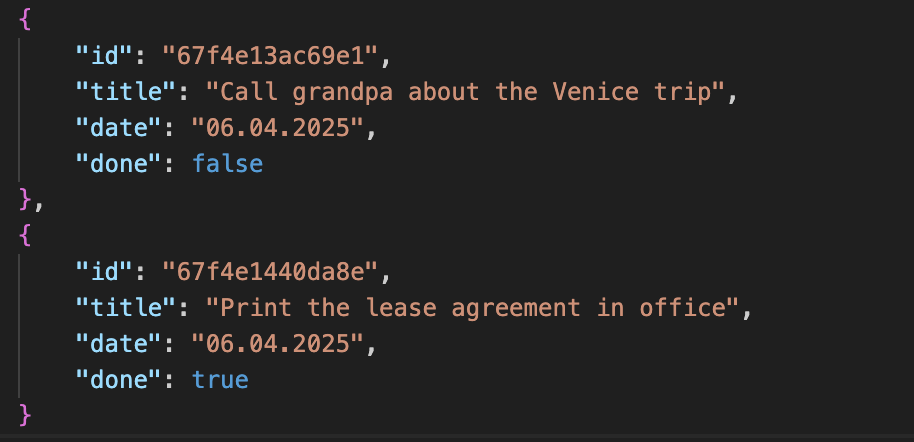 {
    "id": "67f4e13ac69e1",
    "title": "Call grandpa about the Venice trip",
    "date": "06.04.2025",
    "done": false
},
{
    "id": "67f4e1440da8e",
    "title": "Print the lease agreement in office",
    "date": "06.04.2025",
    "done": true
}